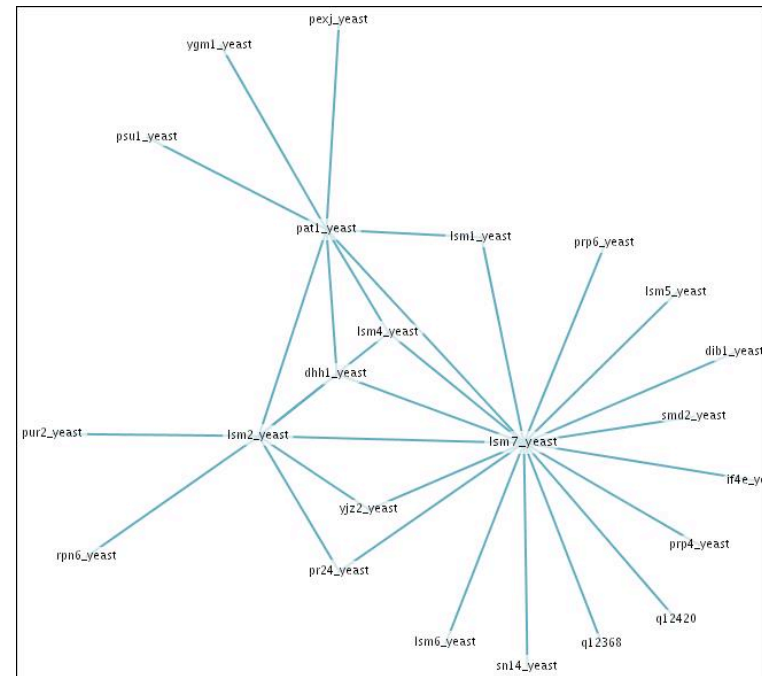 pexj_yeast
ygm1_yeast
psu1_yeast
pat1_yeast
lsm1_yeast
prp6_yeast
lsm5_yeast
lsm4_yeast
dib1_yeast
dhh1_yeast
smd2_yeast
pur2_yeast
lsm2_yeast
lsm7_yeast
if4e_ye
yjz2_yeast
prp4_yeast
rpn6_yeast
pr24_yeast
q12420
lsm6_yeast
q12368
sn14_yeast